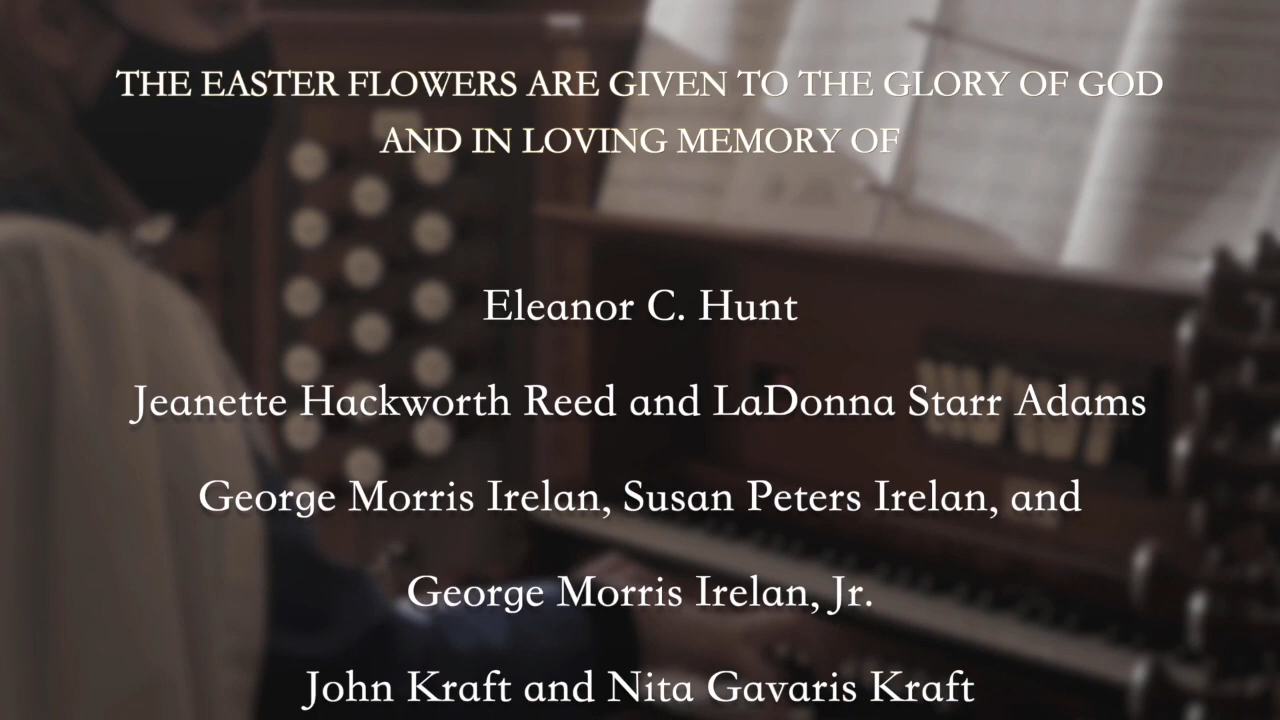 THE EASTER FLOWERS ARE GIVEN TO THE GLORY OF GOD
AND IN LOVING MEMORY OF
Eleanor C. Hunt
Jeanette Hackworth Reed and LaDonna Starr Adams
George Morris Irelan, Susan Peters Irelan, and
George Morris Irelan, Jr.
John Kraft and Nita Gavaris Kraft